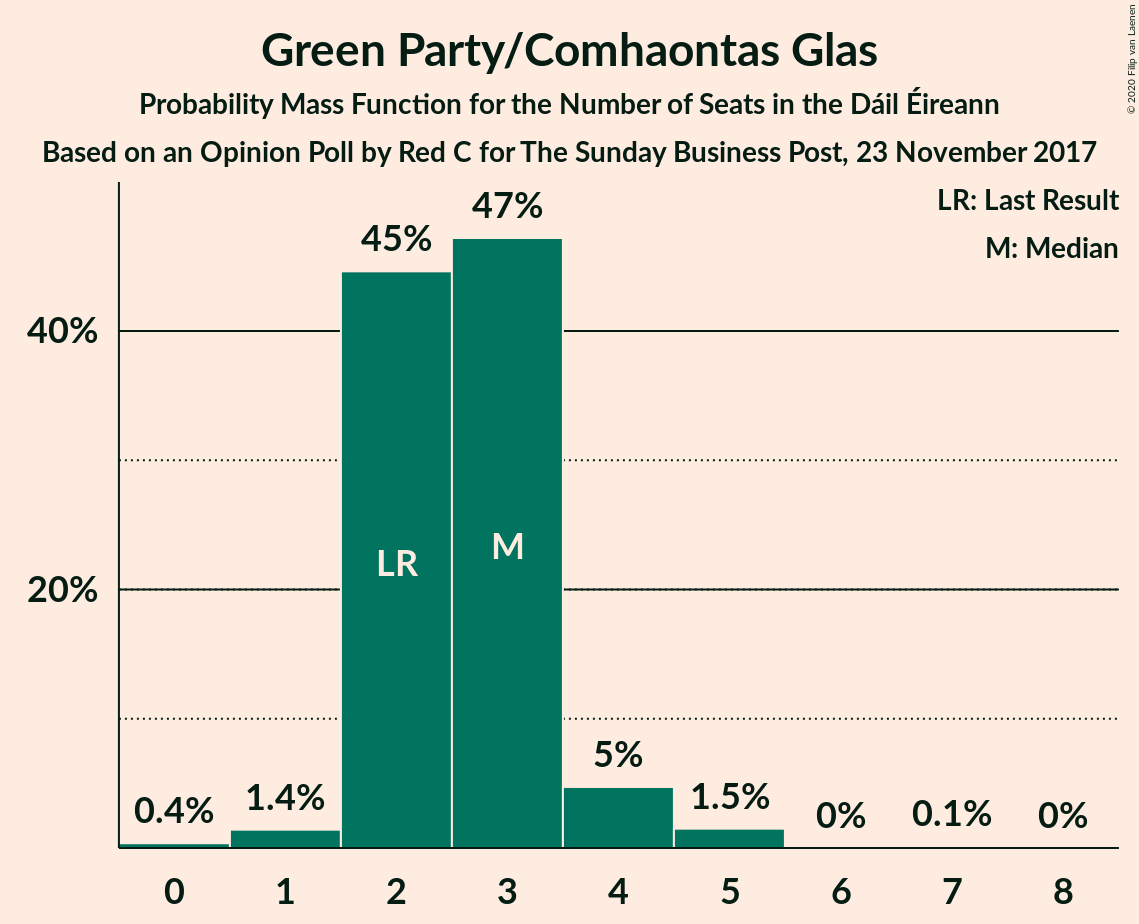 Green Party/Comhaontas Glas
Probability Mass Function for the Number of Seats in the Dáil Éireann
Based on an Opinion Poll by Red C for The Sunday Business Post, 23 November 2017
© 2020 Filip van Laenen
LR: Last Result
M: Median
47%
45%
40%
M
LR
20%
5%
0.4% 1.4% 1.5% 0% 0.1% 0%
0 1 2 3 4 5 6 7 8